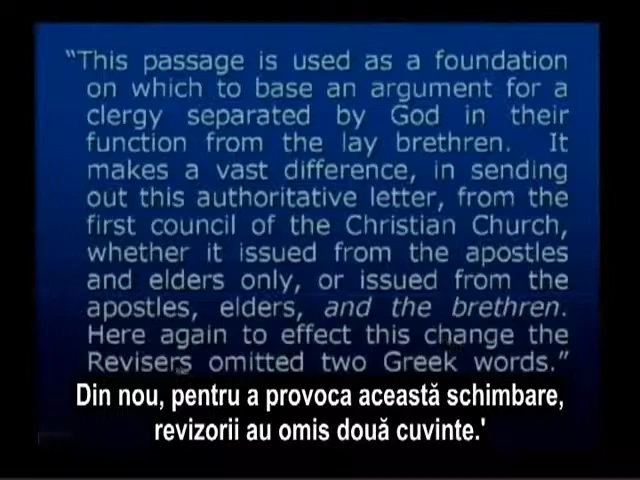 “This passage is used as a foundation
on which to base an argument for a
clergy separated by God in their
function from the lay brethren. It
makes a vast difference, in sending
out this authoritative letter, from the
first council of the Christian Church,
whether it issued from the apostles
and elders only, or issued from the
apostles, elders, and the brethren.
Here again to effect this change the
Revisers omitted two Greek words.”
Din nou, pentru a provoca această schimbare,
revizorii au omis două cuvinte.'